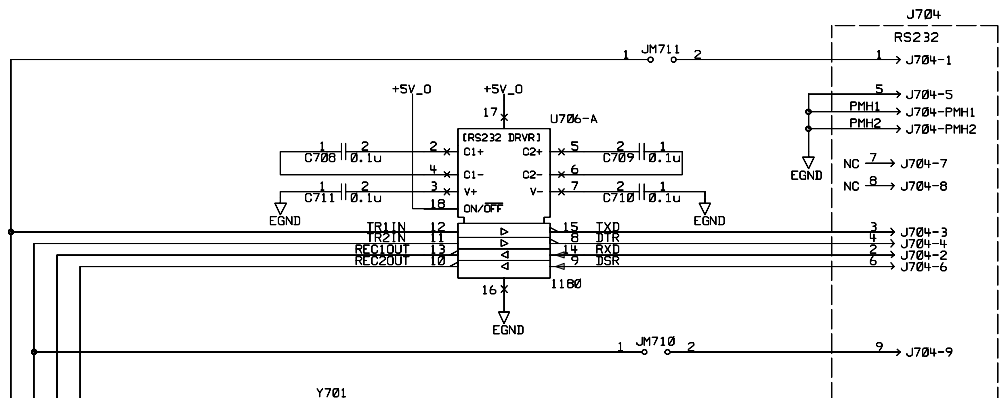 J704
RS232
1 JM711 2 1 J704-1
+5V_O +5V_O 5 J704-5
17 PMH1 J704-PMH1
U706-A PMH2 J704-PMH2
[RS232 DRVR]
1 2 2 C1+ C2+ 5 2 1
C708 0.1u C709 0.1u
NC 7 J704-7
4 C1- C2- 6 EGND
1 2 3 V+ V- 7 2 1 NC 8 J704-8
C711 0.1u C710 0.1u
18 ON/OFF
EGND EGND
TR1IN 12 15 TXD 3 J704-3
TR2IN 11 8 DTR 4 J704-4
REC1OUT 13 14 RXD 2 J704-2
REC2OUT 10 9 DSR 6 J704-6
16 1180
EGND
1 JM710 2 9 J704-9
Y701